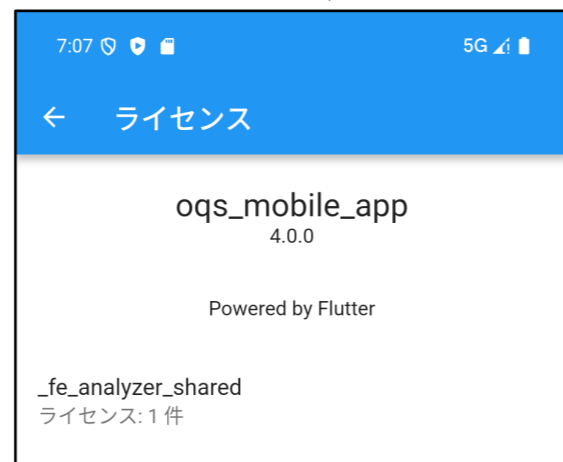 7:07 5G
ライセンス
oqs_mobile_app
4.0.0
Powered by Flutter
_fe_analyzer_shared
ライセンス: 1 件